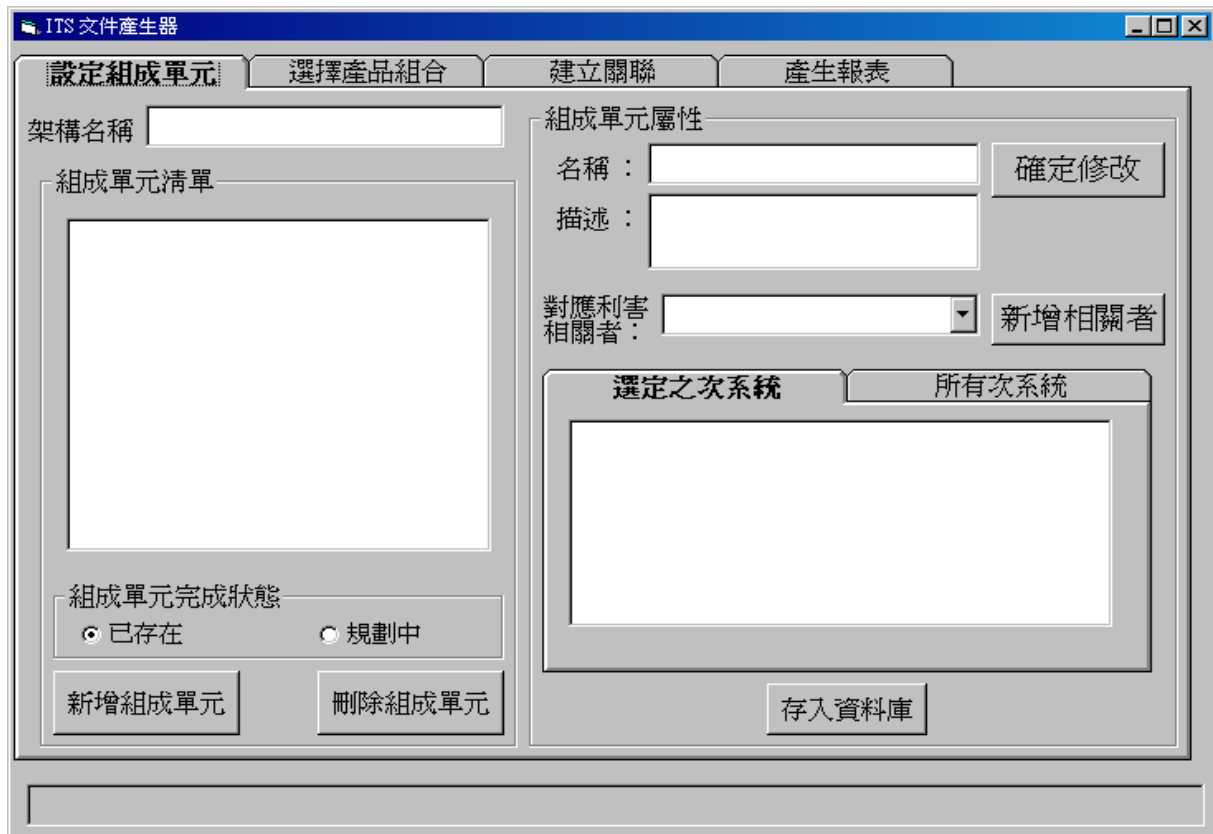 ITS 文件產生器
設定組成單元 選擇產品組合 建立關聯 產生報表
架構名稱
組成單元清單
組成單元完成狀態
已存在 規劃中
新增組成單元 刪除組成單元
組成單元屬性
名稱：
確定修改
描述：
對應利害
相關者：
新增相關者
選定之次系統 所有次系統
存入資料庫